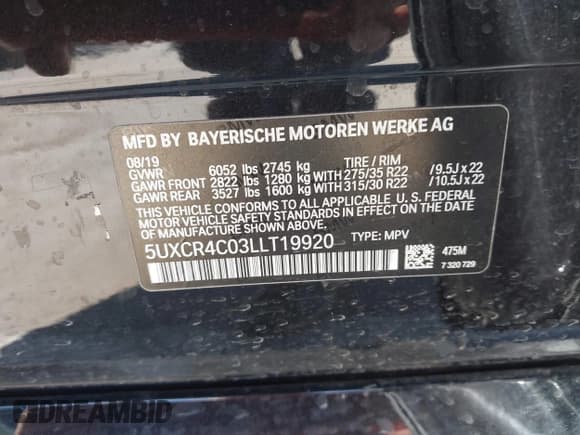 MFD BY BAYERISCHE MOTOREN WERKE AG
08/19
GVWR 6052 lbs 2745 kg TIRE / RIM
GAWR FRONT 2822 lbs 1280 kg WITH 275/35 R22 /9.5J x 22
GAWR REAR 3527 lbs 1600 kg WITH 315/30 R22 /10.5J x 22
THIS VEHICLE CONFORMS TO ALL APPLICABLE U. S. FEDERAL
MOTOR VEHICLE SAFETY STANDARDS IN EFFECT ON THE
DATE OF MANUFACTURE SHOWN ABOVE.
5UXCR4C03LLT19920 TYPE: MPV
475M
7 320 729
DREAMBID